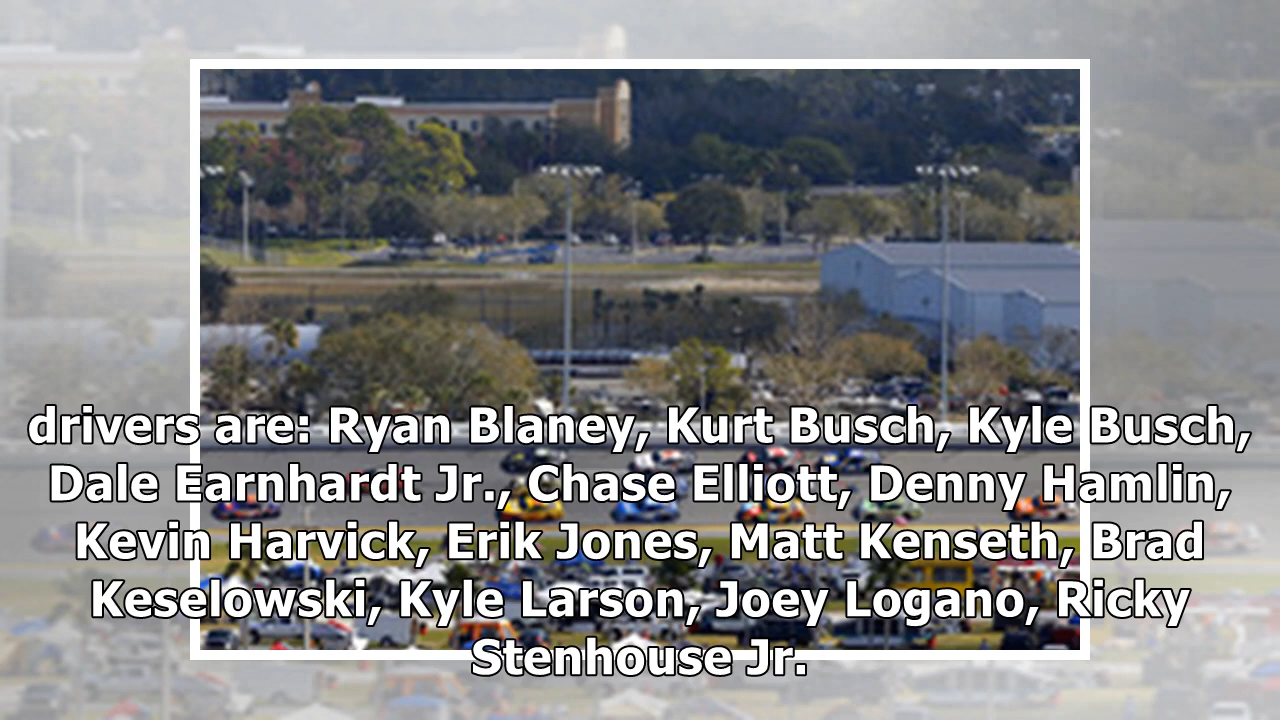 drivers are: Ryan Blaney, Kurt Busch, Kyle Busch,
Dale Earnhardt Jr., Chase Elliott, Denny Hamlin,
Kevin Harvick, Erik Jones, Matt Kenseth, Brad
Keselowski, Kyle Larson, Joey Logano, Ricky
Stenhouse Jr.